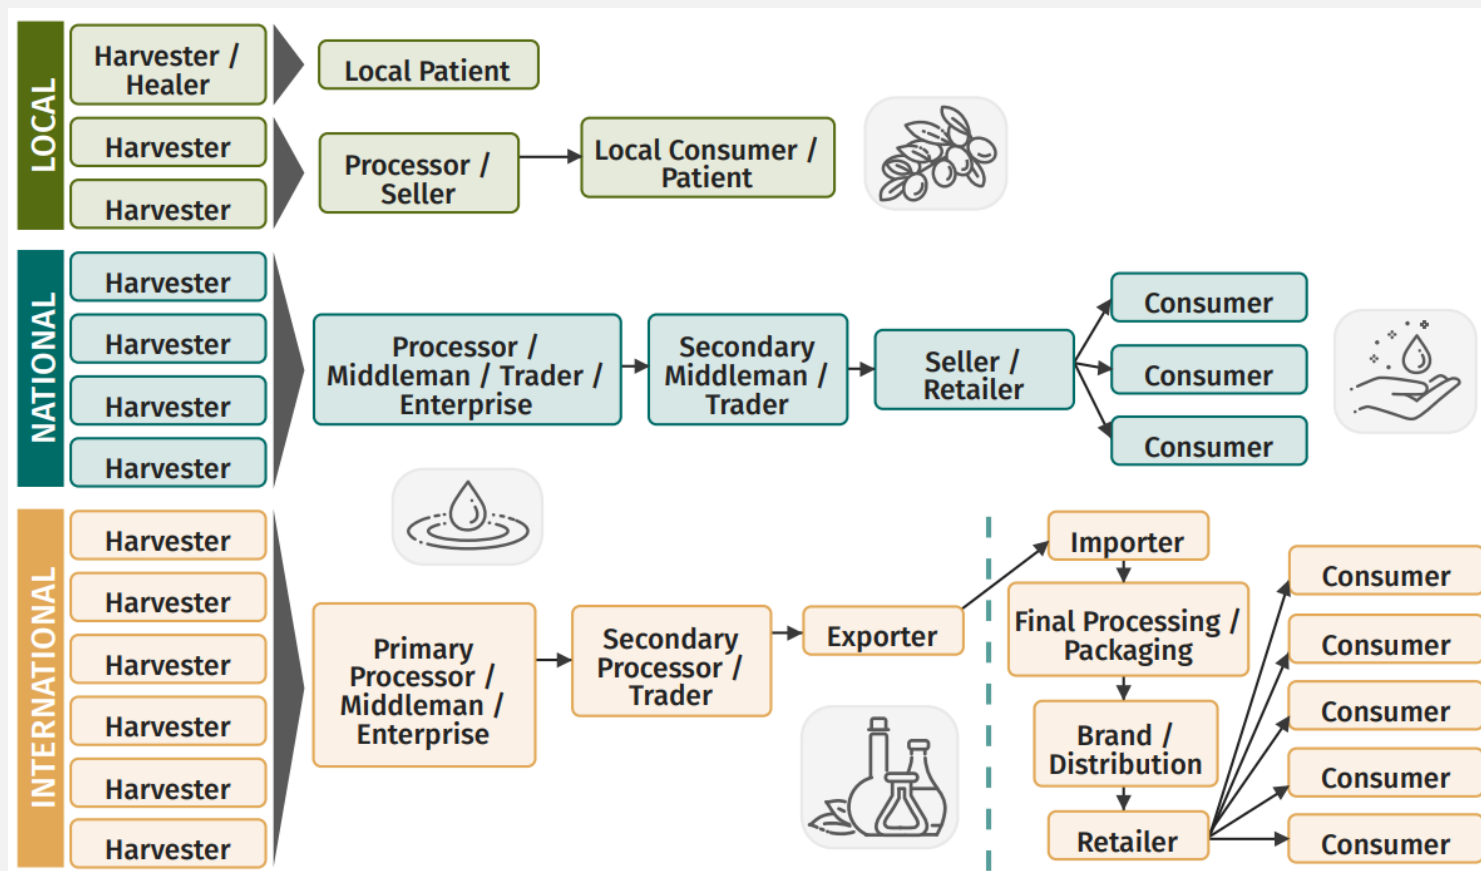 LOCAL
Harvester /
Healer
Local Patient
Harvester
Harvester
Processor /
Seller
Local Consumer /
Patient
NATIONAL
Harvester
Harvester
Harvester
Harvester
Processor /
Middleman / Trader /
Enterprise
Secondary
Middleman /
Trader
Seller /
Retailer
Consumer
Consumer
Consumer
INTERNATIONAL
Harvester
Harvester
Harvester
Harvester
Harvester
Harvester
Primary
Processor /
Middleman /
Enterprise
Secondary
Processor /
Trader
Exporter
Importer
Final Processing /
Packaging
Brand /
Distribution
Retailer
Consumer
Consumer
Consumer
Consumer
Consumer